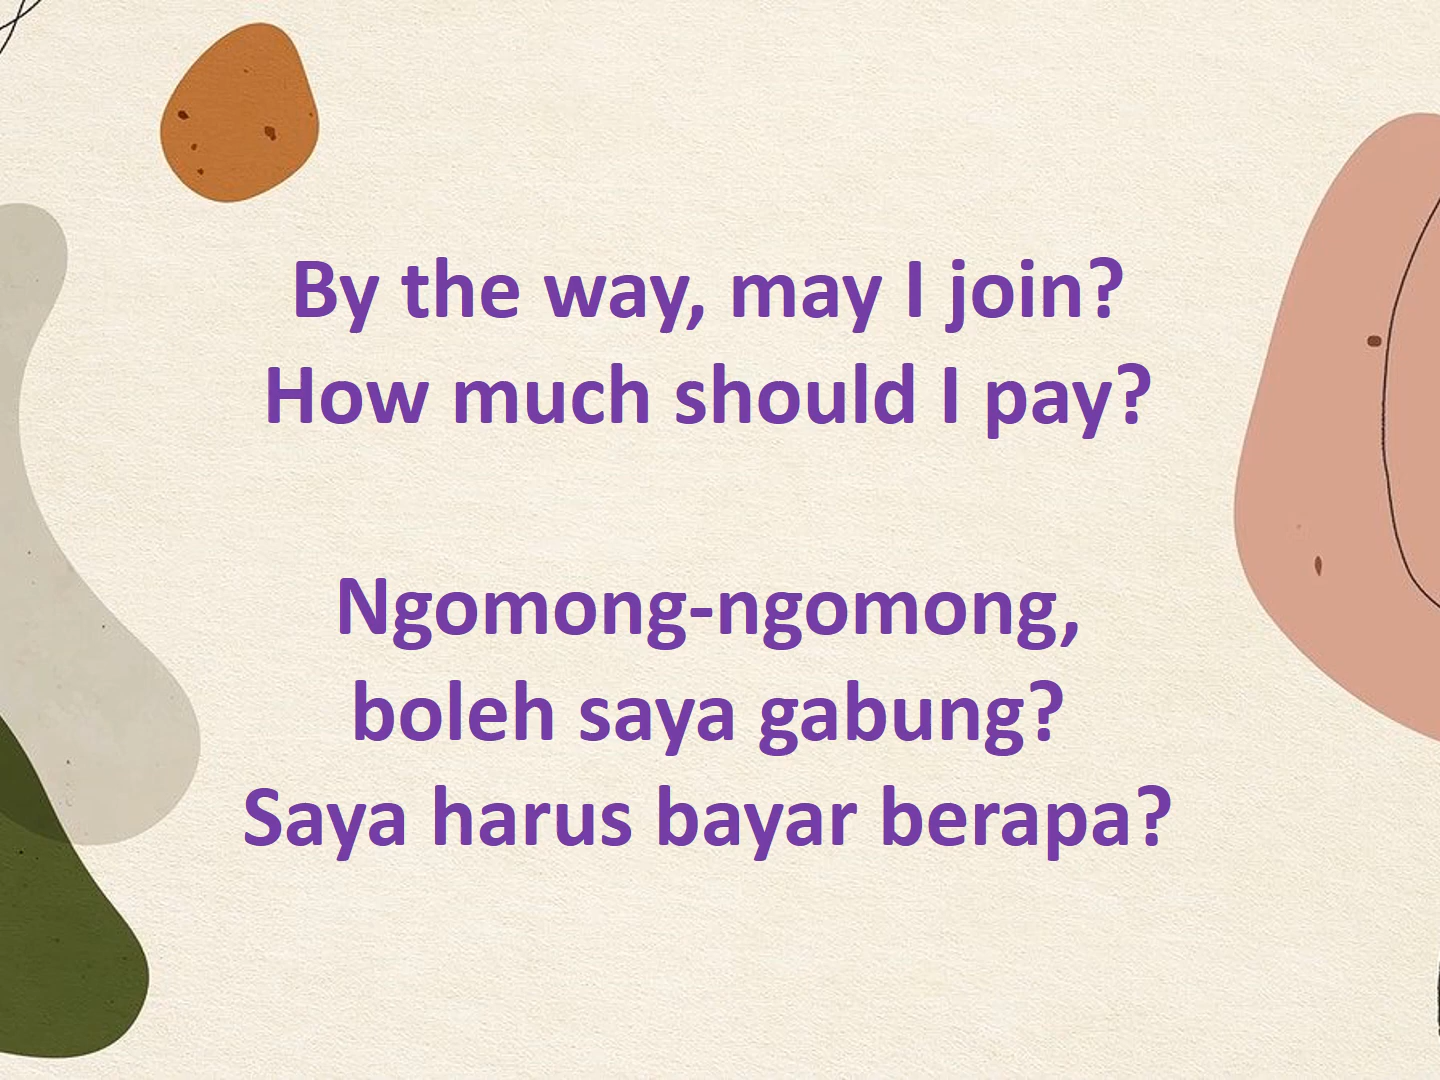 By the way, may I join?
How much should I pay?
Ngomong-ngomong,
boleh saya gabung?
Saya harus bayar berapa?